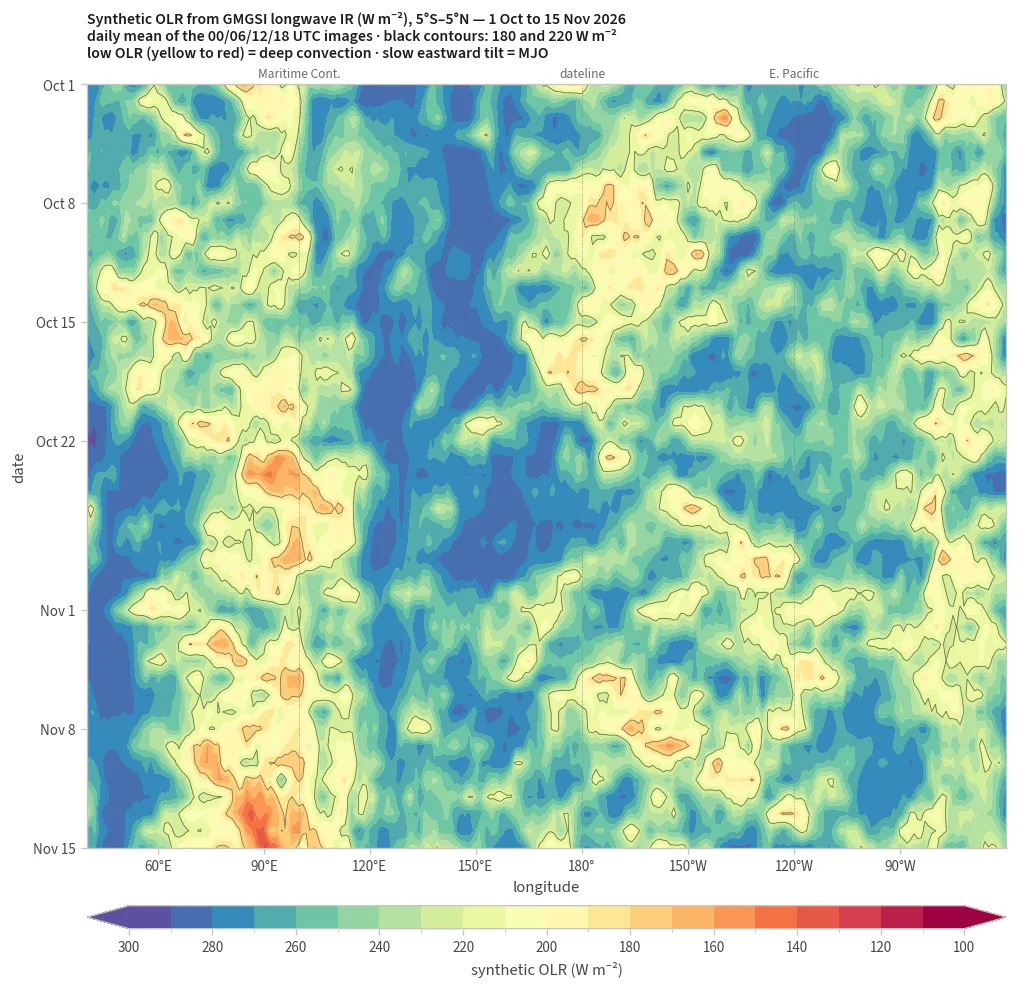 Synthetic OLR from GMGSI longwave IR (W m⁻²), 5°S–5°N — 1 Oct to 15 Nov 2026
daily mean of the 00/06/12/18 UTC images · black contours: 180 and 220 W m⁻²
low OLR (yellow to red) = deep convection · slow eastward tilt = MJO
Maritime Cont. dateline E. Pacific
Oct 1
Oct 8
Oct 15
Oct 22
Nov 1
Nov 8
Nov 15
date
60°E 90°E 120°E 150°E 180° 150°W 120°W 90°W
longitude
300 280 260 240 220 200 180 160 140 120 100
synthetic OLR (W m⁻²)